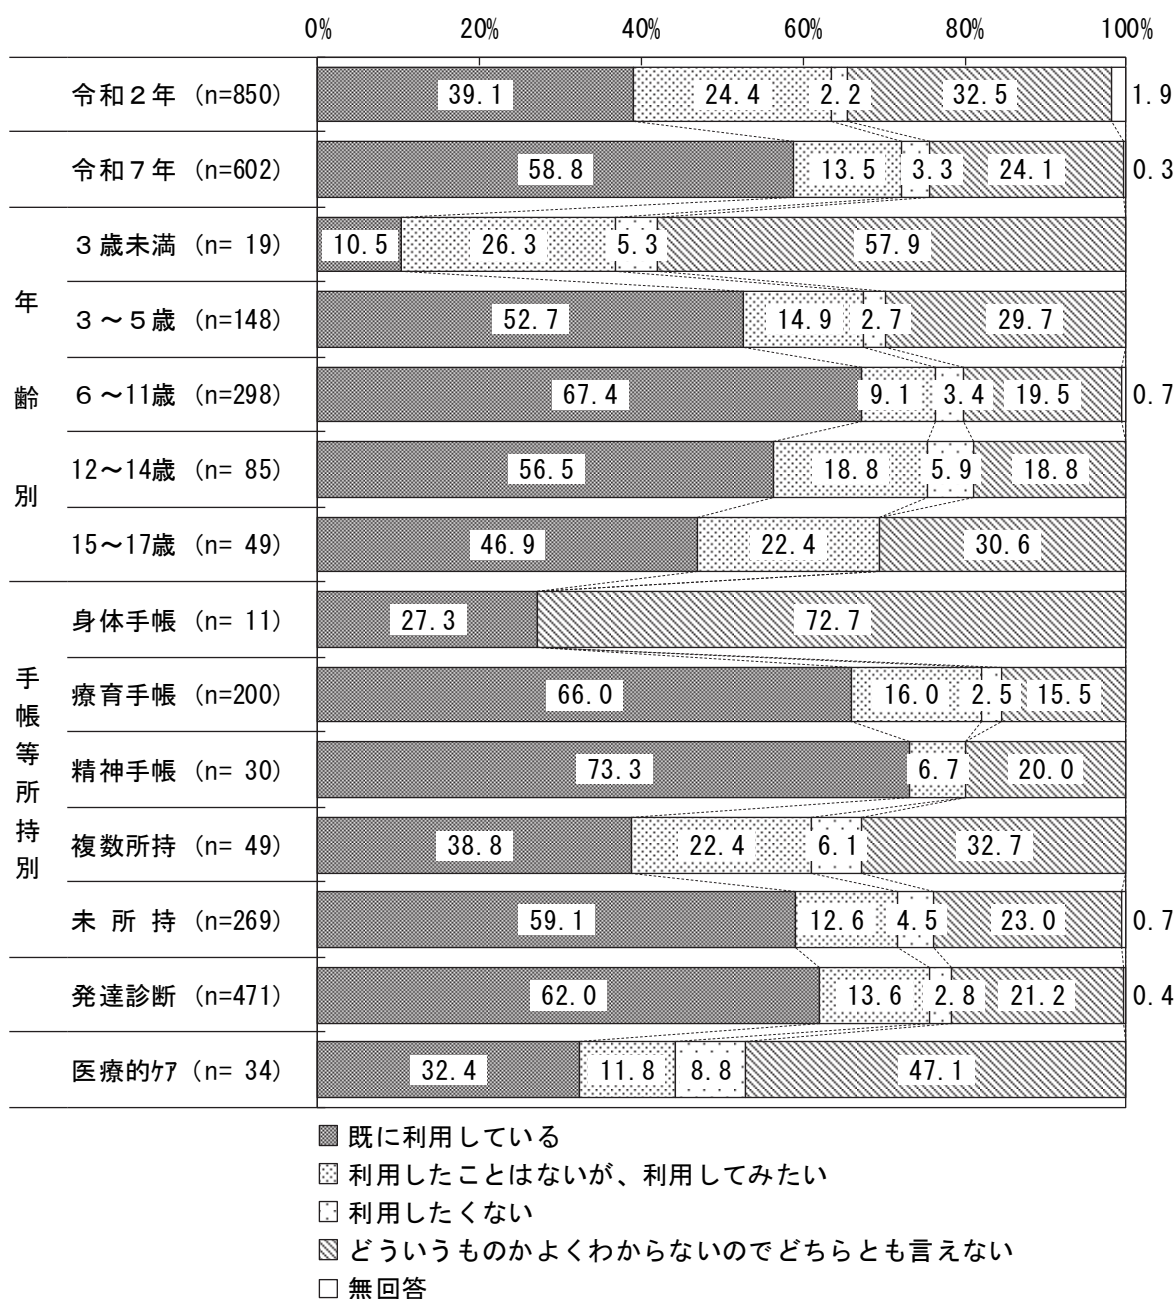 0% 20% 40% 60% 80% 100%
令和２年 (n=850) 39.1 24.4 2.2 32.5 1.9
令和７年 (n=602) 58.8 13.5 3.3 24.1 0.3
年齢別
３歳未満 (n= 19) 10.5 26.3 5.3 57.9
３～５歳 (n=148) 52.7 14.9 2.7 29.7
６～11歳 (n=298) 67.4 9.1 3.4 19.5 0.7
12～14歳 (n= 85) 56.5 18.8 5.9 18.8
15～17歳 (n= 49) 46.9 22.4 30.6
手帳等所持別
身体手帳 (n= 11) 27.3 72.7
療育手帳 (n=200) 66.0 16.0 2.5 15.5
精神手帳 (n= 30) 73.3 6.7 20.0
複数所持 (n= 49) 38.8 22.4 6.1 32.7
未 所 持 (n=269) 59.1 12.6 4.5 23.0 0.7
発達診断 (n=471) 62.0 13.6 2.8 21.2 0.4
医療的ｹｱ (n= 34) 32.4 11.8 8.8 47.1
既に利用している
利用したことはないが、利用してみたい
利用したくない
どういうものかよくわからないのでどちらとも言えない
無回答